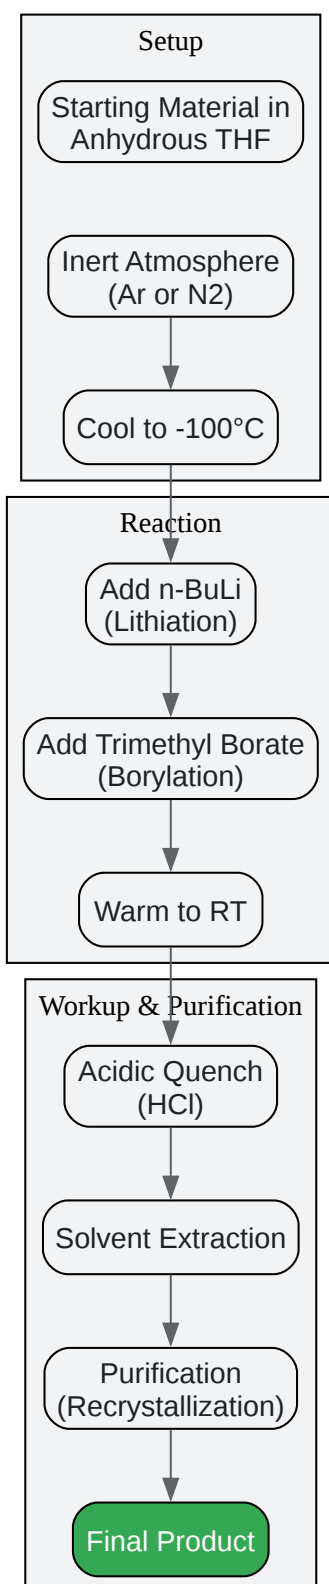 Setup
Starting Material in
Anhydrous THF
Inert Atmosphere
(Ar or N2)
Cool to -100°C
Reaction
Add n-BuLi
(Lithiation)
Add Trimethyl Borate
(Borylation)
Warm to RT
Workup & Purification
Acidic Quench
(HCl)
Solvent Extraction
Purification
(Recrystallization)
Final Product